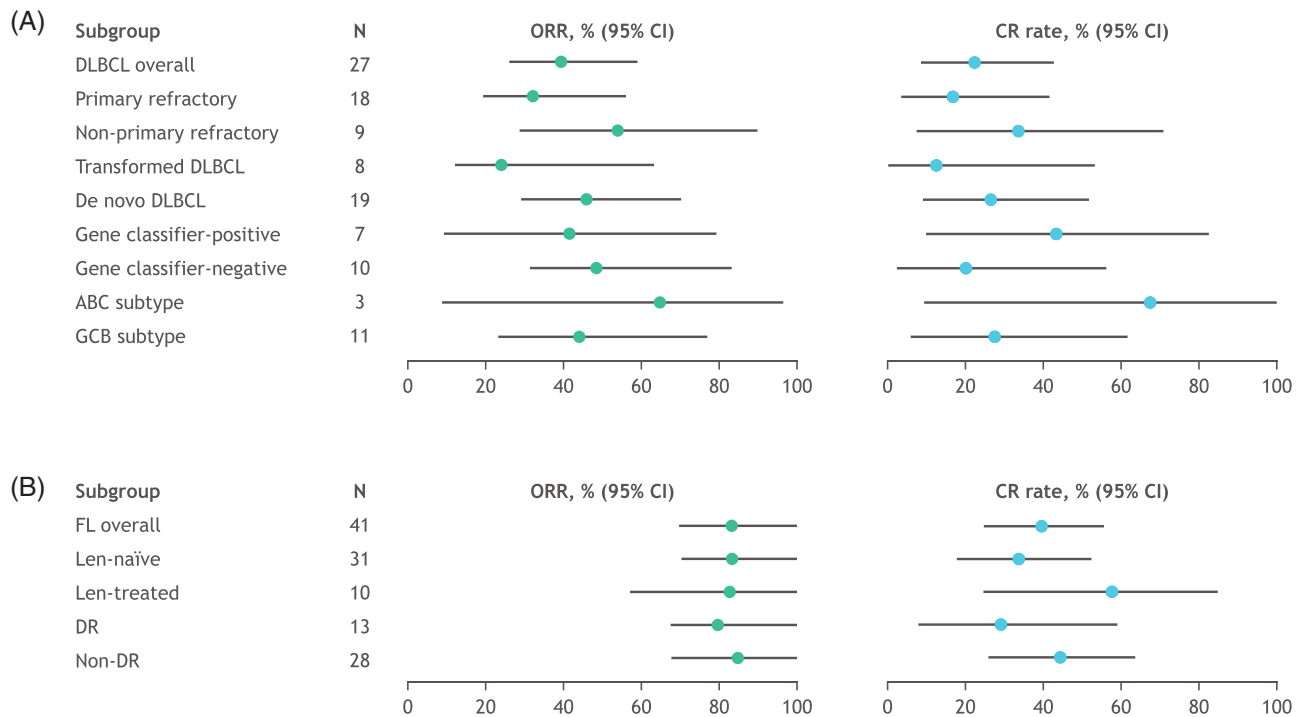 (A) Subgroup N ORR, % (95% CI) CR rate, % (95% CI)
DLBCL overall 27
Primary refractory 18
Non-primary refractory 9
Transformed DLBCL 8
De novo DLBCL 19
Gene classifier-positive 7
Gene classifier-negative 10
ABC subtype 3
GCB subtype 11
0 20 40 60 80 100 0 20 40 60 80 100
(B) Subgroup N ORR, % (95% CI) CR rate, % (95% CI)
FL overall 41
Len-naïve 31
Len-treated 10
DR 13
Non-DR 28
0 20 40 60 80 100 0 20 40 60 80 100